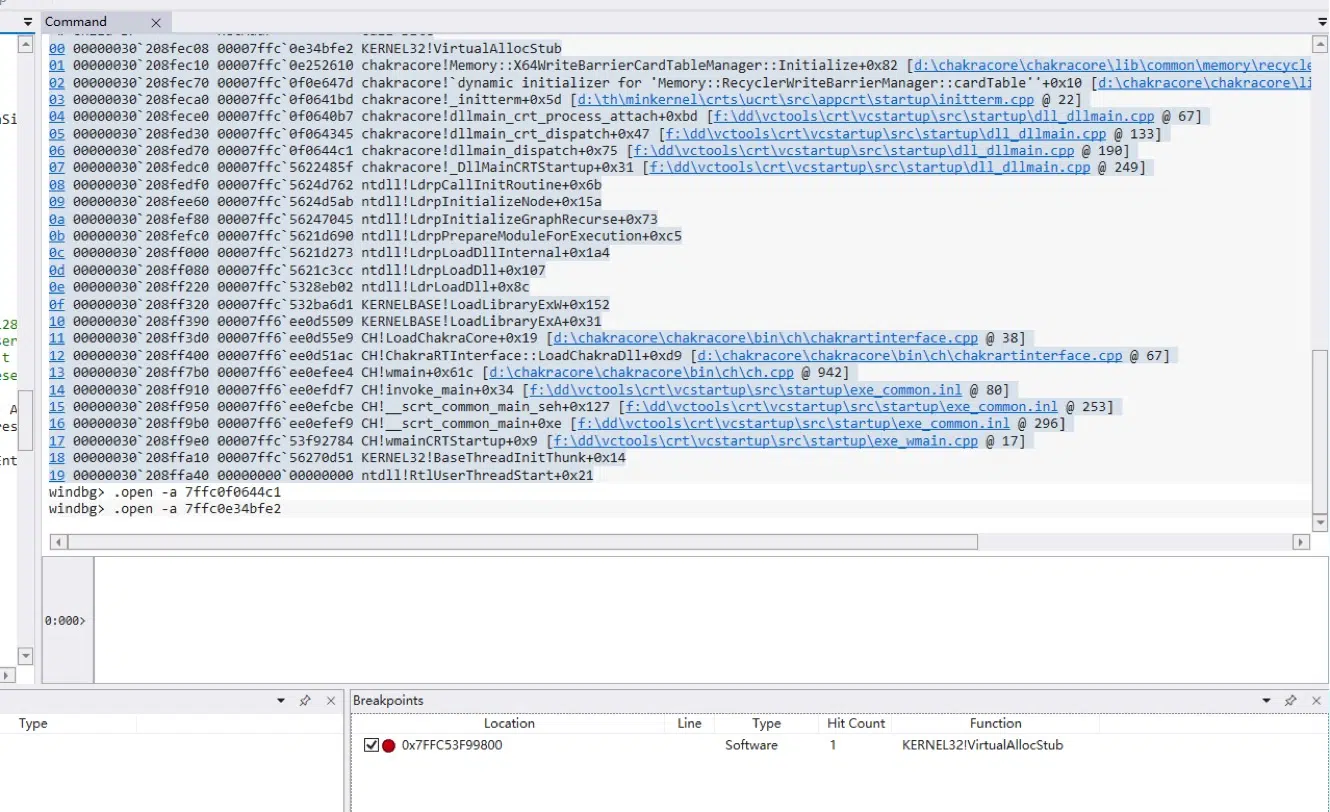 Command
00 00000030`208fec08 00007ffc`0e34bfe2 KERNEL32!VirtualAllocStub
01 00000030`208fec10 00007ffc`0e252610 chakracore!Memory::X64WriteBarrierCardTableManager::Initialize+0x82 [d:\chakracore\chakracore\lib\common\memory\recycle
02 00000030`208fec70 00007ffc`0f0e647d chakracore!`dynamic initializer for 'Memory::RecyclerWriteBarrierManager::cardTable''+0x10 [d:\chakracore\chakracore\li
03 00000030`208feca0 00007ffc`0f0641bd chakracore!_initterm+0x5d [d:\th\minkernel\crts\ucrt\src\appcrt\startup\initterm.cpp @ 22]
04 00000030`208fece0 00007ffc`0f0640b7 chakracore!dllmain_crt_process_attach+0xbd [f:\dd\vctools\crt\vcstartup\src\startup\dll_dllmain.cpp @ 67]
05 00000030`208fed30 00007ffc`0f064345 chakracore!dllmain_crt_dispatch+0x47 [f:\dd\vctools\crt\vcstartup\src\startup\dll_dllmain.cpp @ 133]
06 00000030`208fed70 00007ffc`0f0644c1 chakracore!dllmain_dispatch+0x75 [f:\dd\vctools\crt\vcstartup\src\startup\dll_dllmain.cpp @ 190]
07 00000030`208fedc0 00007ffc`5622485f chakracore!_DllMainCRTStartup+0x31 [f:\dd\vctools\crt\vcstartup\src\startup\dll_dllmain.cpp @ 249]
08 00000030`208fedf0 00007ffc`5624d762 ntdll!LdrpCallInitRoutine+0x6b
09 00000030`208fee60 00007ffc`5624d5ab ntdll!LdrpInitializeNode+0x15a
0a 00000030`208fef80 00007ffc`56247045 ntdll!LdrpInitializeGraphRecurse+0x73
0b 00000030`208fefc0 00007ffc`5621d690 ntdll!LdrpPrepareModuleForExecution+0xc5
0c 00000030`208ff000 00007ffc`5621d273 ntdll!LdrpLoadDllInternal+0x1a4
0d 00000030`208ff080 00007ffc`5621c3cc ntdll!LdrpLoadDll+0x107
0e 00000030`208ff220 00007ffc`5328eb02 ntdll!LdrLoadDll+0x8c
0f 00000030`208ff320 00007ffc`532ba6d1 KERNELBASE!LoadLibraryExW+0x152
10 00000030`208ff390 00007ff6`ee0d5509 KERNELBASE!LoadLibraryExA+0x31
11 00000030`208ff3d0 00007ff6`ee0d55e9 CH!LoadChakraCore+0x19 [d:\chakracore\chakracore\bin\ch\chakrartinterface.cpp @ 38]
12 00000030`208ff400 00007ff6`ee0d51ac CH!ChakraRTInterface::LoadChakraDll+0xd9 [d:\chakracore\chakracore\bin\ch\chakrartinterface.cpp @ 67]
13 00000030`208ff7b0 00007ff6`ee0efee4 CH!wmain+0x61c [d:\chakracore\chakracore\bin\ch\ch.cpp @ 942]
14 00000030`208ff910 00007ff6`ee0efdf7 CH!invoke_main+0x34 [f:\dd\vctools\crt\vcstartup\src\startup\exe_common.inl @ 80]
15 00000030`208ff950 00007ff6`ee0efcbe CH!__scrt_common_main_seh+0x127 [f:\dd\vctools\crt\vcstartup\src\startup\exe_common.inl @ 253]
16 00000030`208ff9b0 00007ff6`ee0efef9 CH!__scrt_common_main+0xe [f:\dd\vctools\crt\vcstartup\src\startup\exe_common.inl @ 296]
17 00000030`208ff9e0 00007ffc`53f92784 CH!wmainCRTStartup+0x9 [f:\dd\vctools\crt\vcstartup\src\startup\exe_wmain.cpp @ 17]
18 00000030`208ffa10 00007ffc`56270d51 KERNEL32!BaseThreadInitThunk+0x14
19 00000030`208ffa40 00000000`00000000 ntdll!RtlUserThreadStart+0x21
windbg> .open -a 7ffc0f0644c1
windbg> .open -a 7ffc0e34bfe2
0:000>
Type
Breakpoints
Location Line Type Hit Count Function
0x7FFC53F99800 Software 1 KERNEL32!VirtualAllocStub